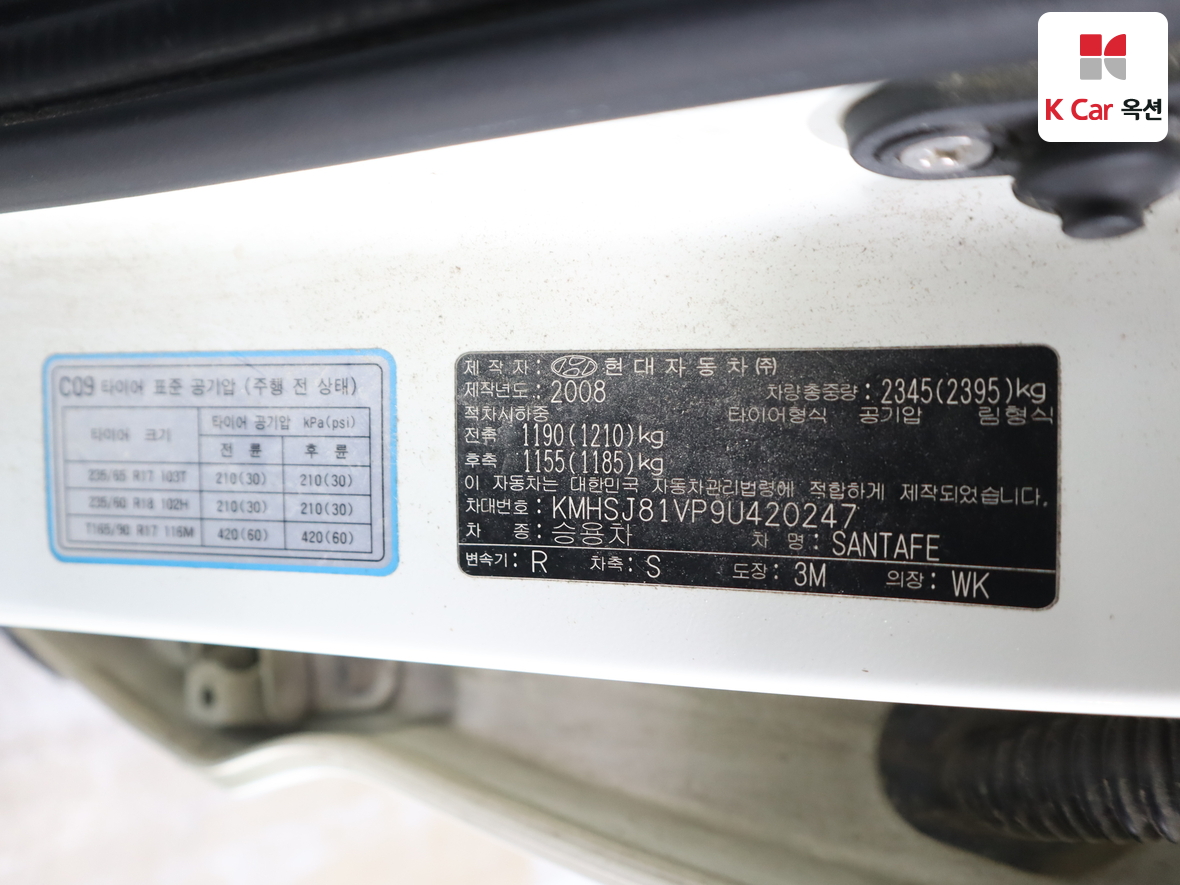 K Car 옥션
C09 타이어 표준 공기압 (주행 전 상태)
타이어 크기 타이어 공기압 kPa(psi)
전 륜 후 륜
235/65 R17 103T 210(30) 210(30)
235/60 R18 102H 210(30) 210(30)
T165/90 R17 116M 420(60) 420(60)
제 작 자 : 현대자동차(주)
제작년도 : 2008 차량총중량 : 2345(2395)kg
적차시하중 타이어형식 공기압 림형식
전축 1190(1210)kg
후축 1155(1185)kg
이 자동차는 대한민국 자동차관리법령에 적합하게 제작되었습니다.
차대번호 : KMHSJ81VP9U420247
차 종 : 승용차 차 명 : SANTAFE
변속기 : R 차축 : S 도장 : 3M 의장 : WK